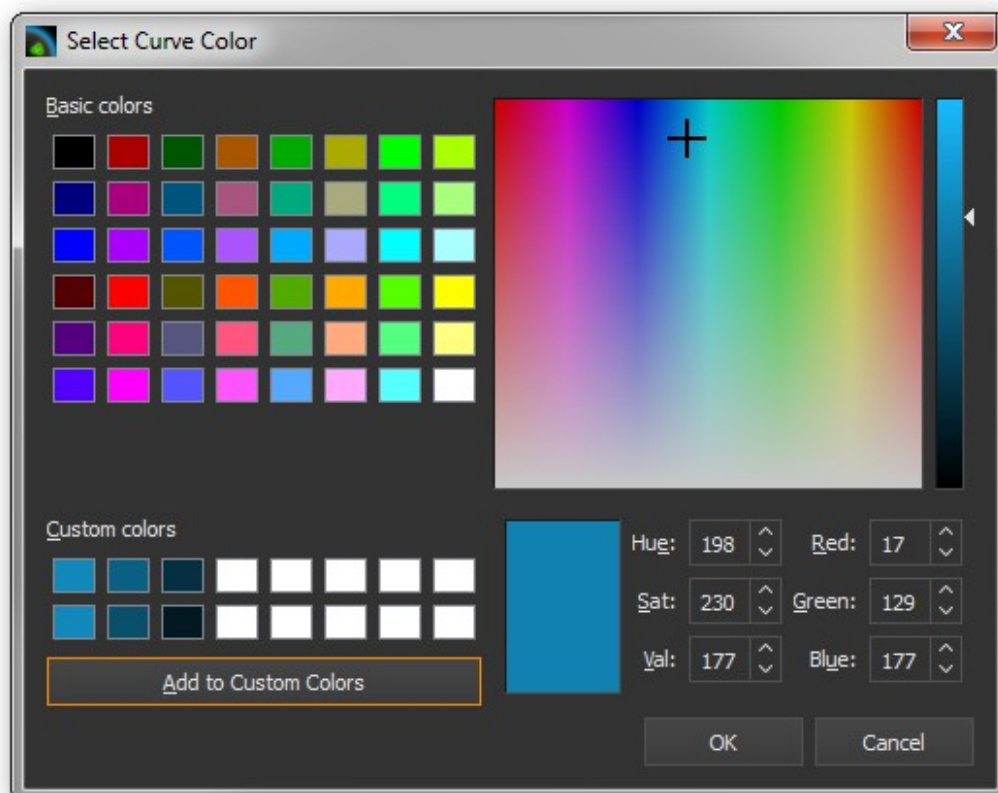 Select Curve Color
Basic colors
Custom colors
Add to Custom Colors
Hue: 198 Red: 17
Sat: 230 Green: 129
Val: 177 Blue: 177
OK Cancel